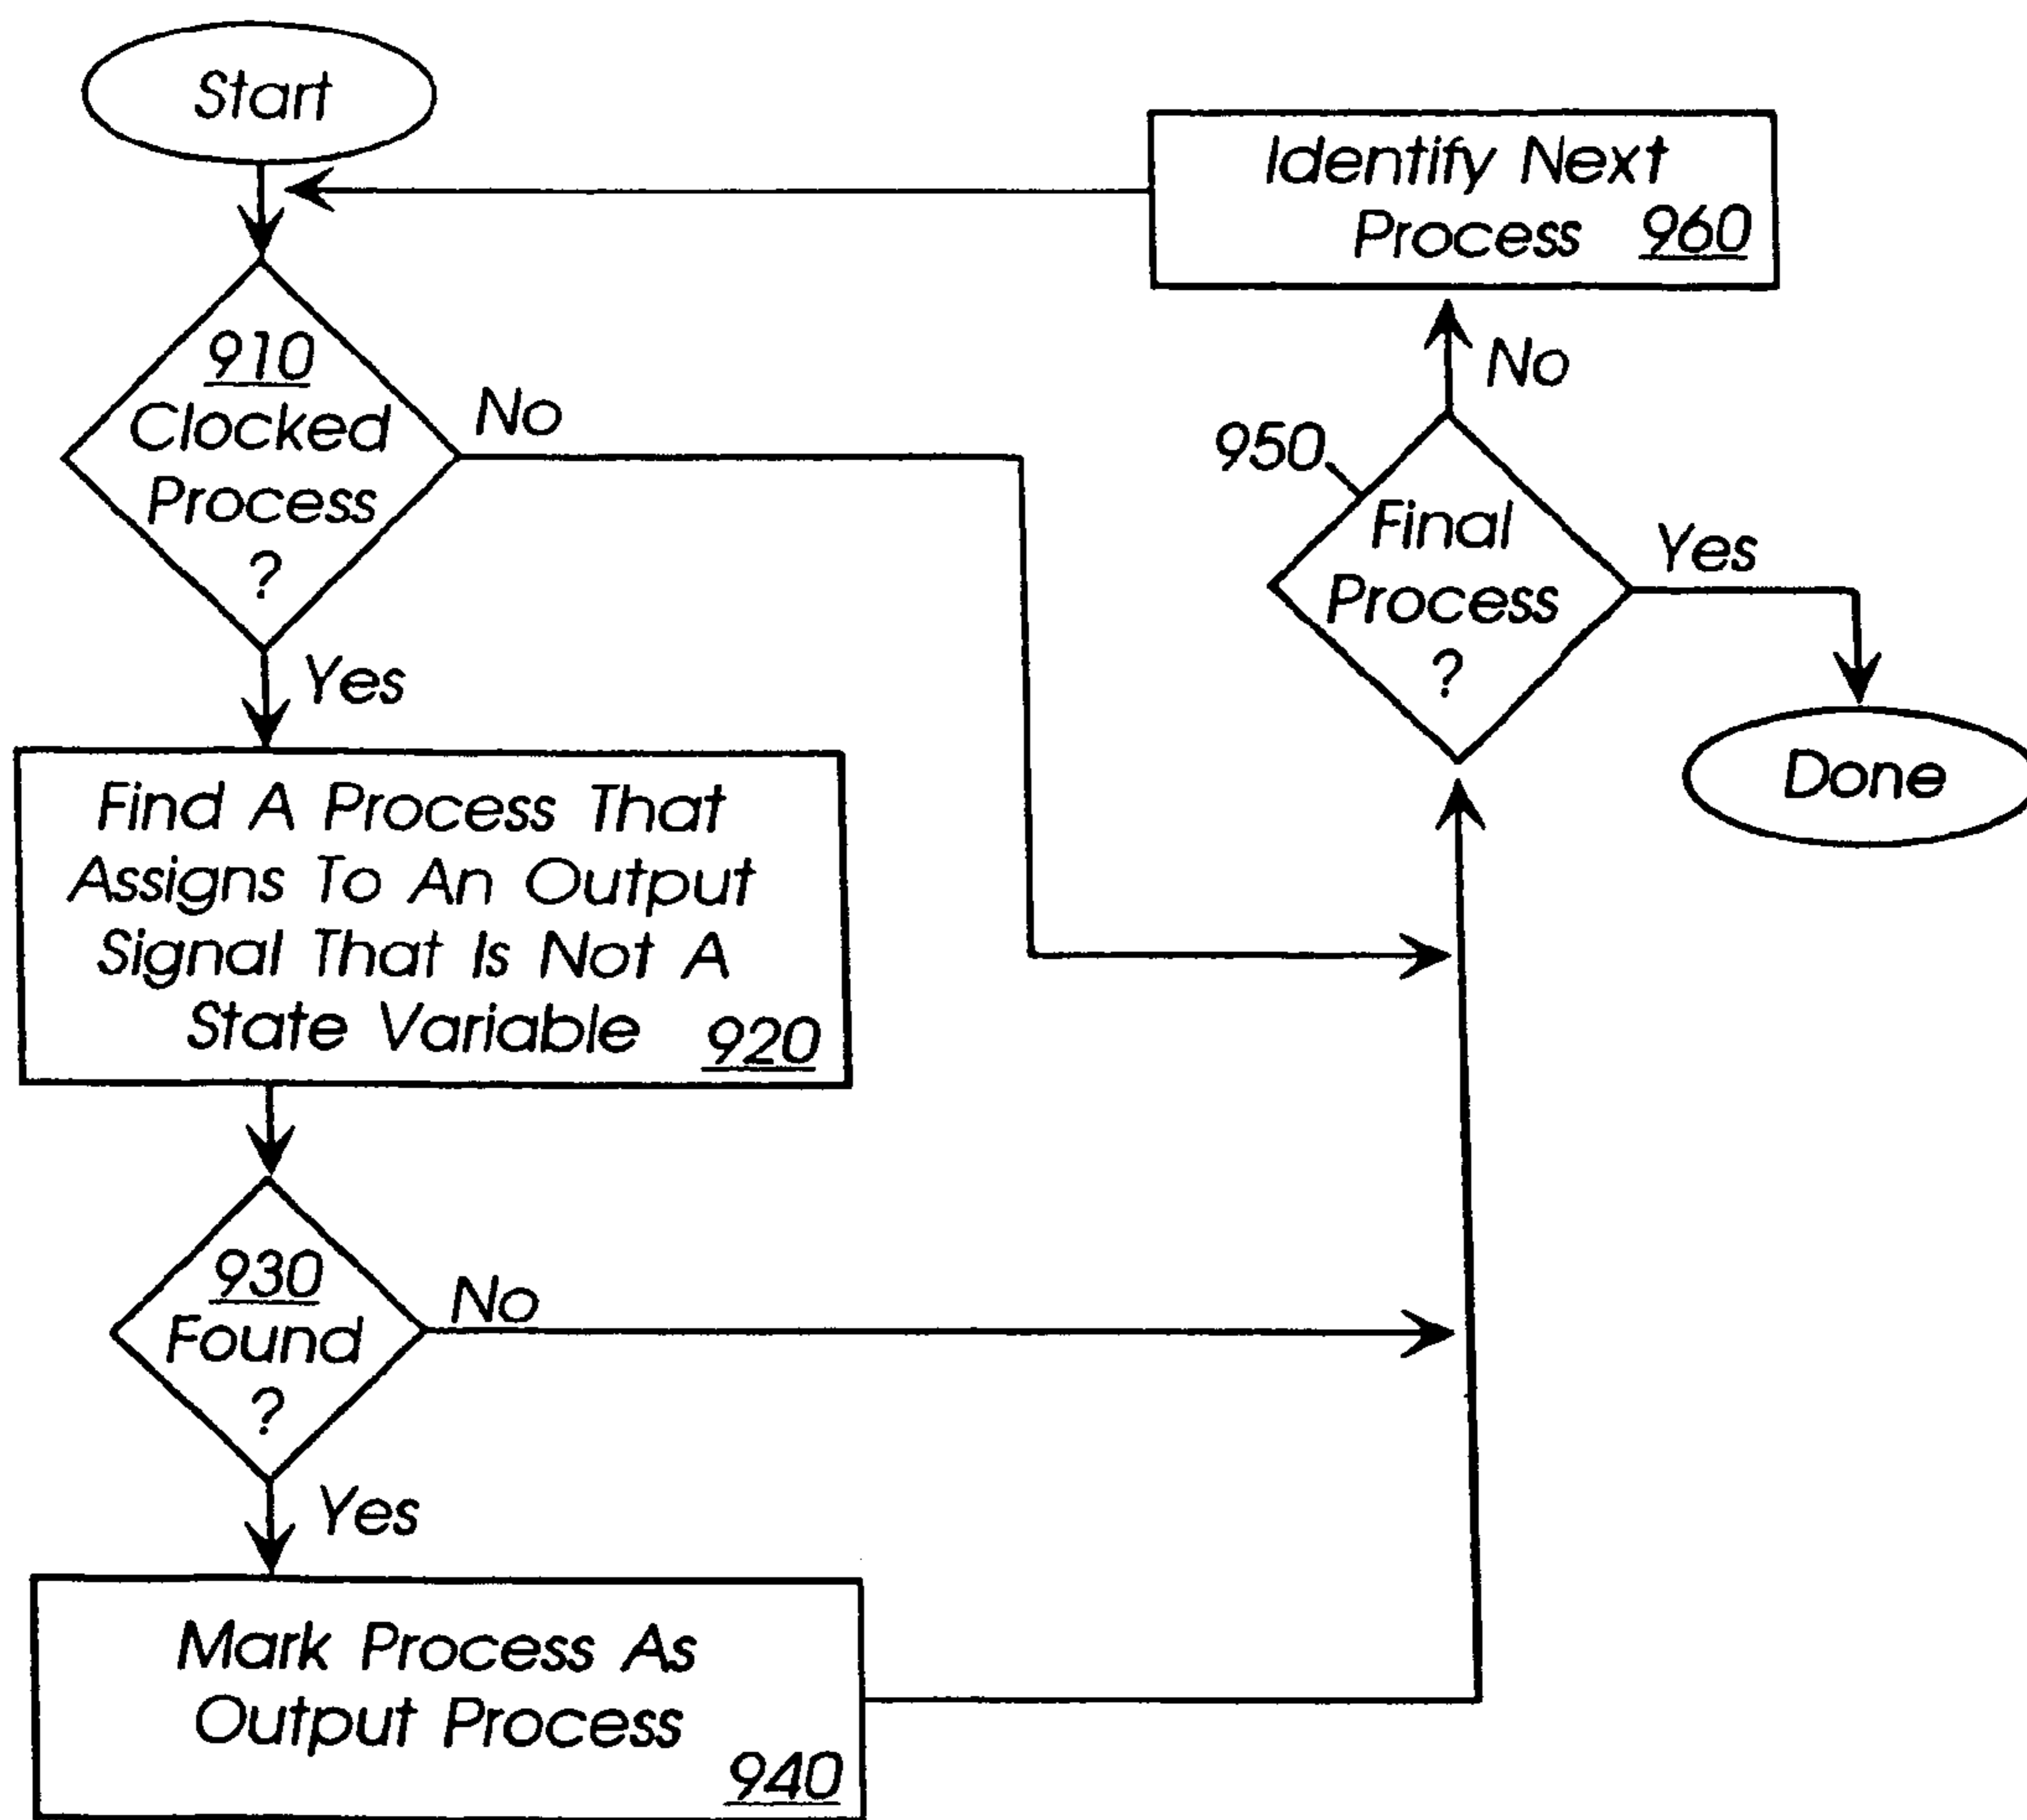 Start
910
Clocked
Process
?
No
Yes
Find A Process That
Assigns To An Output
Signal That Is Not A
State Variable 920
930
Found
?
No
Yes
Mark Process As
Output Process
940
Identify Next
Process 960
No
950
Final
Process
?
Yes
Done